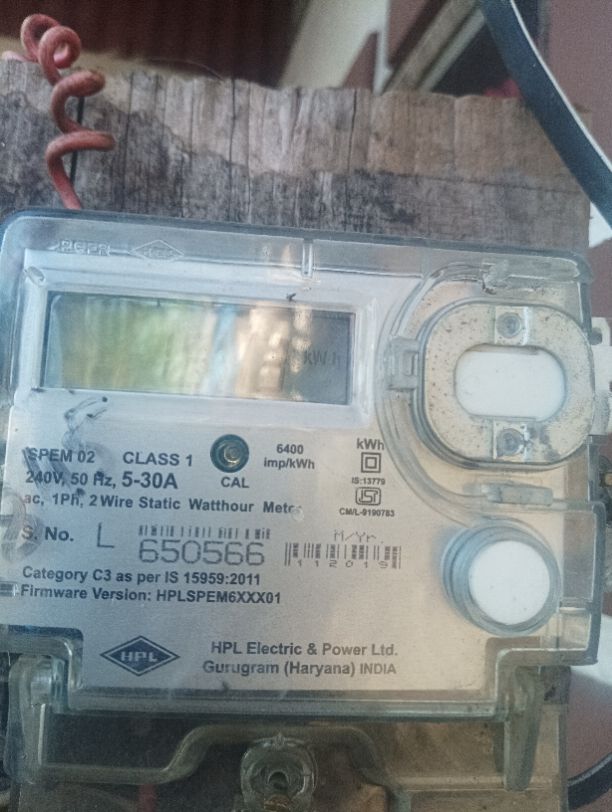 kWh
SPEM 02 CLASS 1
240V, 50 Hz, 5-30A
CAL
6400
imp/kWh
kWh
IS:13779
CM/L-9190783
ac, 1Ph, 2 Wire Static Watthour Meter
S. No. L 650566
M/Yr.
112019
Category C3 as per IS 15959:2011
Firmware Version: HPLSPEM6XXX01
HPL
HPL Electric & Power Ltd.
Gurugram (Haryana) INDIA